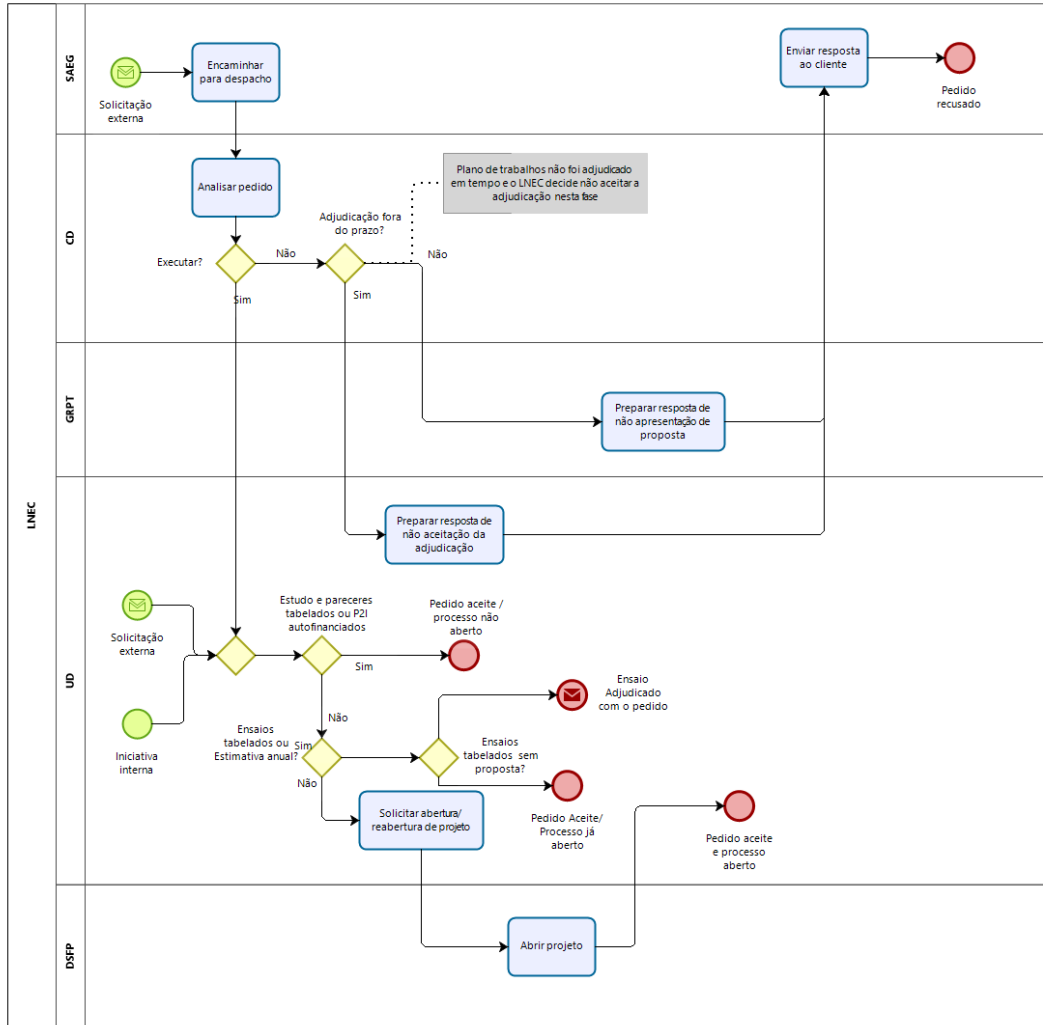 LNEC
SAEG
Solicitação
externa
Encaminhar
para despacho
Enviar resposta
ao cliente
Pedido
recusado
CD
Analisar pedido
Executar?
Não
Sim
Adjudicação fora
do prazo?
Não
Sim
Plano de trabalhos não foi adjudicado
em tempo e o LNEC decide não aceitar a
adjudicação nesta fase
GRPT
Preparar resposta de
não apresentação de
proposta
UD
Preparar resposta de
não aceitação da
adjudicação
Solicitação
externa
Iniciativa
interna
Estudo e pareceres
tabelados ou P2I
autofinanciados
Sim
Não
Pedido aceite /
processo não
aberto
Ensaios
tabelados ou
Estimativa anual?
Sim
Não
Ensaios
tabelados sem
proposta?
Ensaio
Adjudicado
com o pedido
Pedido Aceite/
Processo já
aberto
Solicitar abertura/
reabertura de projeto
Pedido aceite
e processo
aberto
DSFP
Abrir projeto